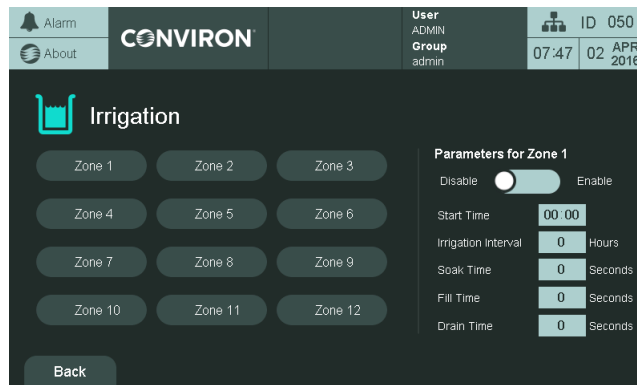 Alarm
About
CONVIRON
User
ADMIN
Group
admin
ID 050
07:47
02 APR 2016
Irrigation
Zone 1 Zone 2 Zone 3
Zone 4 Zone 5 Zone 6
Zone 7 Zone 8 Zone 9
Zone 10 Zone 11 Zone 12
Parameters for Zone 1
Disable Enable
Start Time 00:00
Irrigation Interval 0 Hours
Soak Time 0 Seconds
Fill Time 0 Seconds
Drain Time 0 Seconds
Back